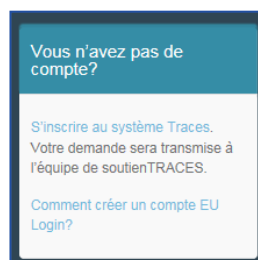 Vous n'avez pas de
compte?
S'inscrire au système Traces.
Votre demande sera transmise à
l'équipe de soutienTRACES.
Comment créer un compte EU
Login?